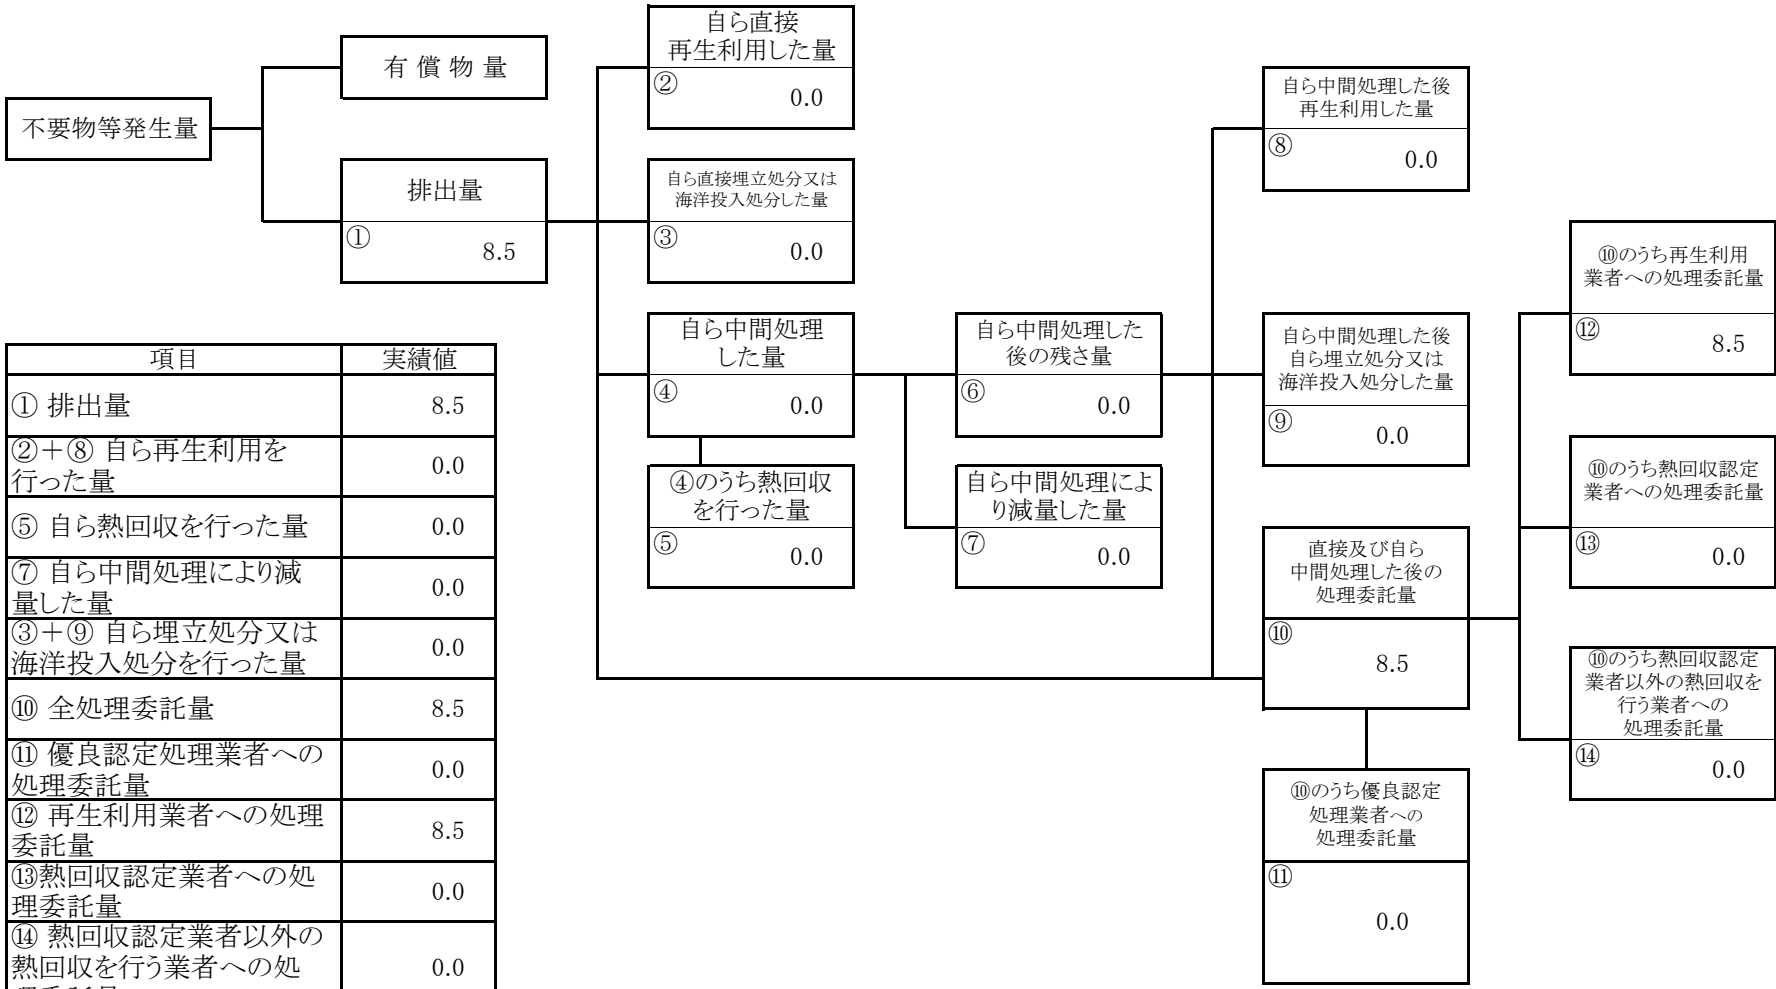 不要物等発生量
有 償 物 量
排出量
①
8.5
自ら直接
再生利用した量
②
0.0
自ら直接埋立処分又は
海洋投入処分した量
③
0.0
自ら中間処理
した量
④
0.0
④のうち熱回収
を行った量
⑤
0.0
自ら中間処理した
後の残さ量
⑥
0.0
自ら中間処理によ
り減量した量
⑦
0.0
自ら中間処理した後
再生利用した量
⑧
0.0
自ら中間処理した後
自ら埋立処分又は
海洋投入処分した量
⑨
0.0
直接及び自ら
中間処理した後の
処理委託量
⑩
8.5
⑩のうち優良認定
処理業者への
処理委託量
⑪
0.0
⑩のうち再生利用
業者への処理委託量
⑫
8.5
⑩のうち熱回収認定
業者への処理委託量
⑬
0.0
⑩のうち熱回収認定
業者以外の熱回収を
行う業者への
処理委託量
⑭
0.0
項目 実績値
① 排出量 8.5
②＋⑧ 自ら再生利用を
行った量 0.0
⑤ 自ら熱回収を行った量 0.0
⑦ 自ら中間処理により減
量した量 0.0
③＋⑨ 自ら埋立処分又は
海洋投入処分を行った量 0.0
⑩ 全処理委託量 8.5
⑪ 優良認定処理業者への
処理委託量 0.0
⑫ 再生利用業者への処理
委託量 8.5
⑬熱回収認定業者への処
理委託量 0.0
⑭ 熱回収認定業者以外の
熱回収を行う業者への処 0.0